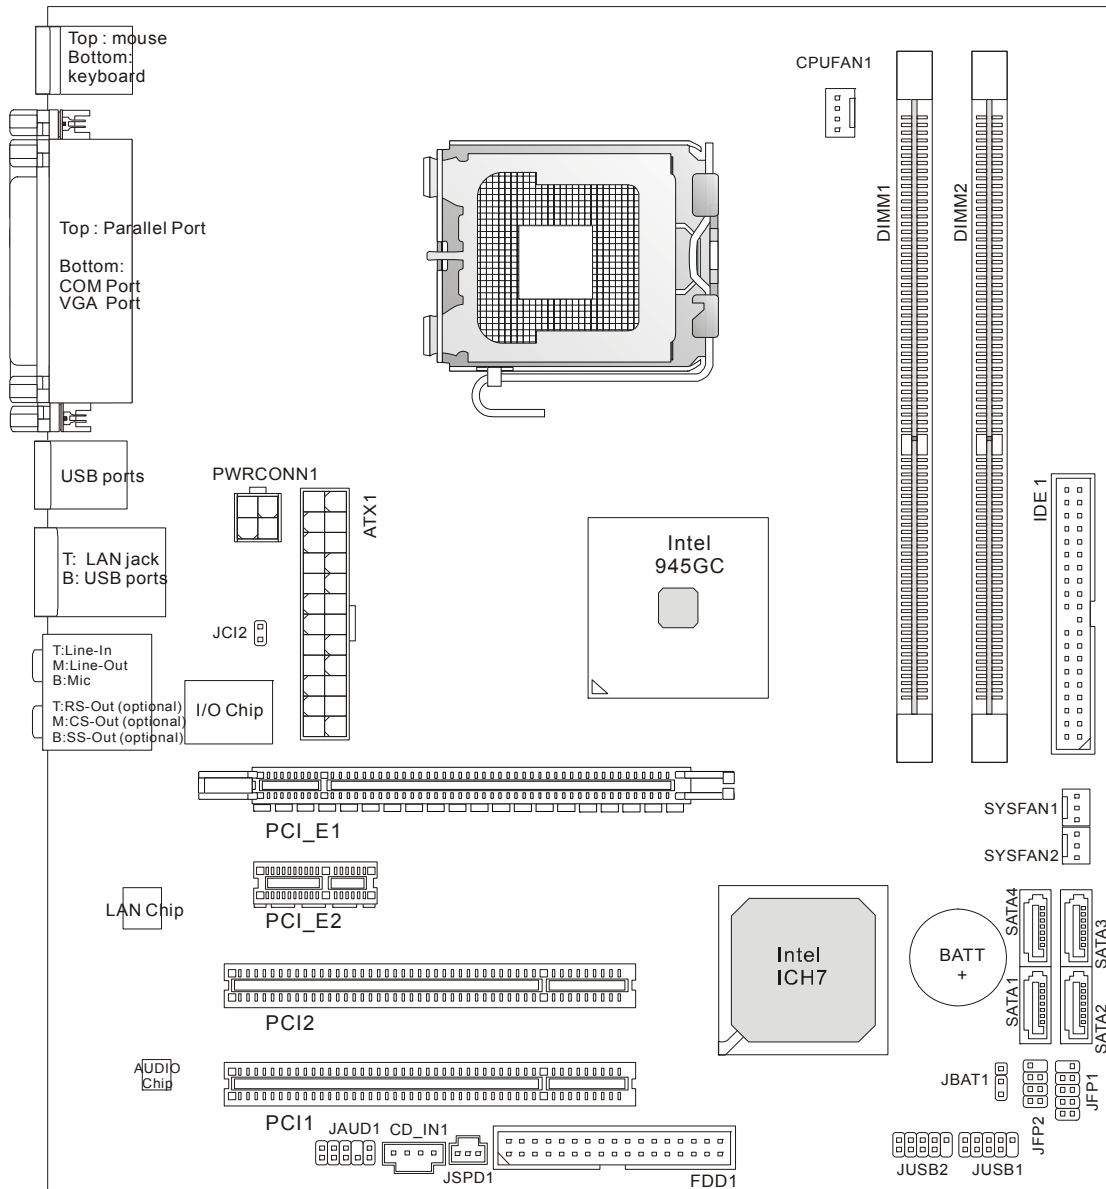 Top : mouse
Bottom:
keyboard
CPUFAN1
DIMM1
DIMM2
Top : Parallel Port
Bottom:
COM Port
VGA Port
USB ports
PWRCONN1
ATX1
IDE 1
T: LAN jack
B: USB ports
Intel
945GC
JCI2
T:Line-In
M:Line-Out
B:Mic
T:RS-Out (optional)
M:CS-Out (optional)
B:SS-Out (optional)
I/O Chip
PCI_E1
SYSFAN1
SYSFAN2
PCI_E2
LAN Chip
SATA4
SATA3
Intel
ICH7
BATT
+
SATA1
SATA2
PCI2
AUDIO
Chip
JBAT1
JFP1
JFP2
PCI1
JAUD1
CD_IN1
JSPD1
FDD1
JUSB2
JUSB1